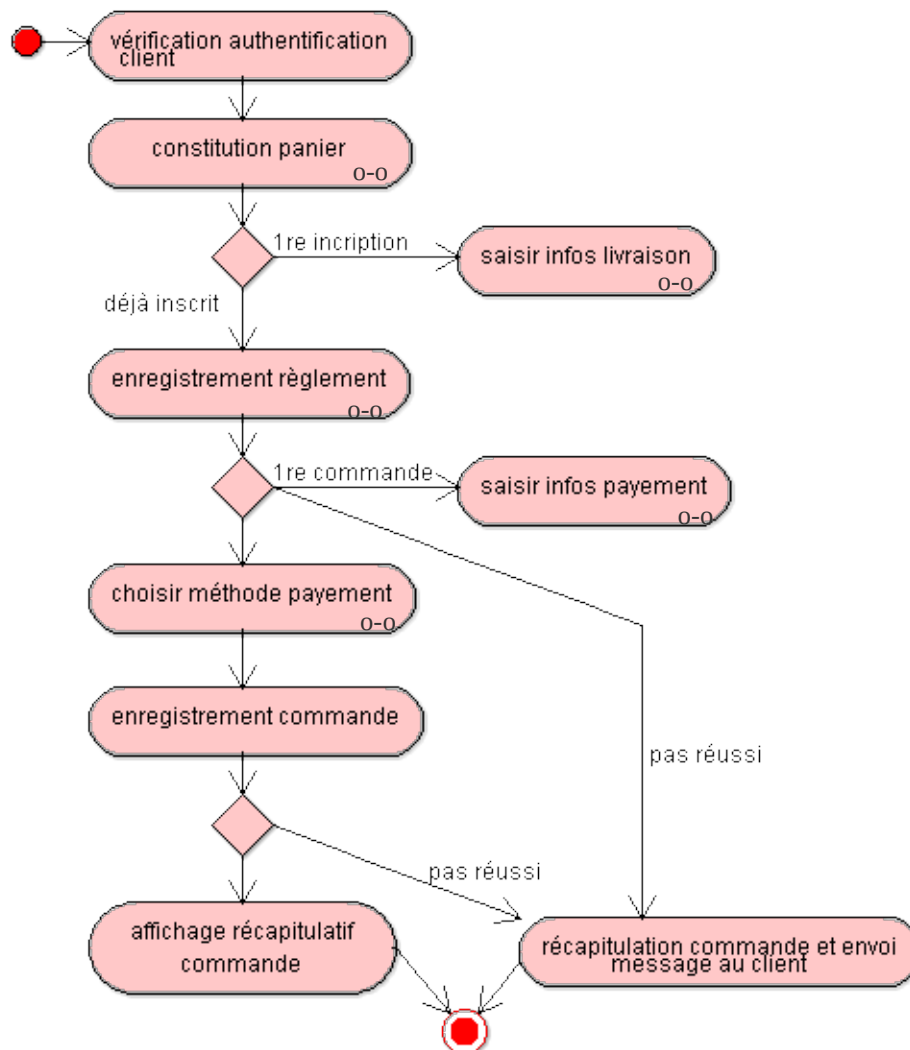 vérification authentification
client
constitution panier
o-o
1re incription
saisir infos livraison
o-o
déjà inscrit
enregistrement règlement
o-o
1re commande
saisir infos payement
o-o
choisir méthode payement
o-o
enregistrement commande
pas réussi
pas réussi
affichage récapitulatif
commande
récapitulation commande et envoi
message au client